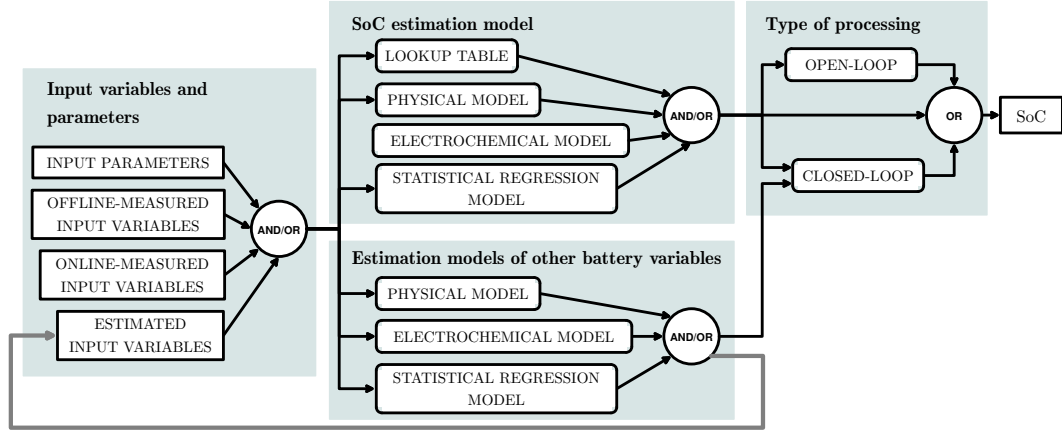 Input variables and
parameters
INPUT PARAMETERS
OFFLINE-MEASURED
INPUT VARIABLES
ONLINE-MEASURED
INPUT VARIABLES
ESTIMATED
INPUT VARIABLES
AND/OR
SoC estimation model
LOOKUP TABLE
PHYSICAL MODEL
ELECTROCHEMICAL MODEL
STATISTICAL REGRESSION
MODEL
AND/OR
Estimation models of other battery variables
PHYSICAL MODEL
ELECTROCHEMICAL MODEL
STATISTICAL REGRESSION
MODEL
AND/OR
Type of processing
OPEN-LOOP
CLOSED-LOOP
OR
SoC